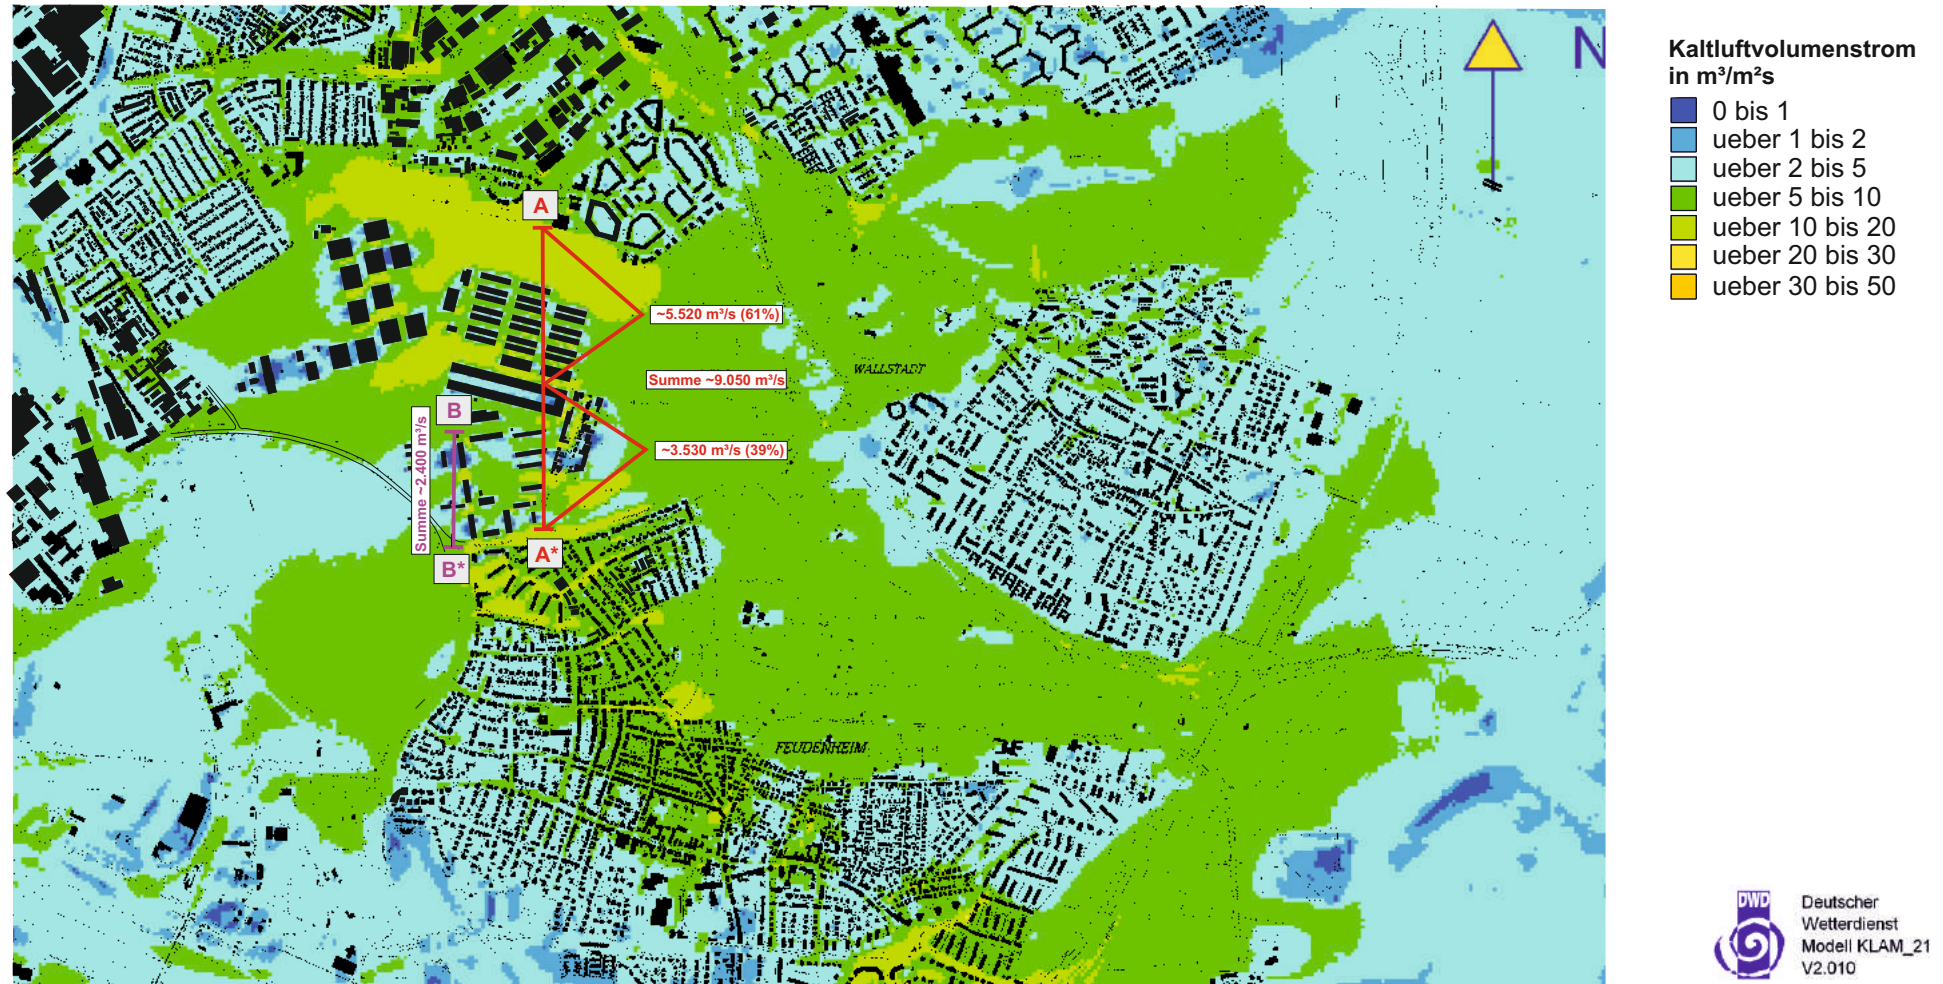 N
Kaltluftvolumenstrom
in m³/m²s
0 bis 1
ueber 1 bis 2
ueber 2 bis 5
ueber 5 bis 10
ueber 10 bis 20
ueber 20 bis 30
ueber 30 bis 50
A
~5.520 m³/s (61%)
WALLSTADT
Summe ~9.050 m³/s
B
Summe ~2.400 m³/s
~3.530 m³/s (39%)
A*
B*
FEUDENHEIM
DWD
Deutscher
Wetterdienst
Modell KLAM_21
V2.010